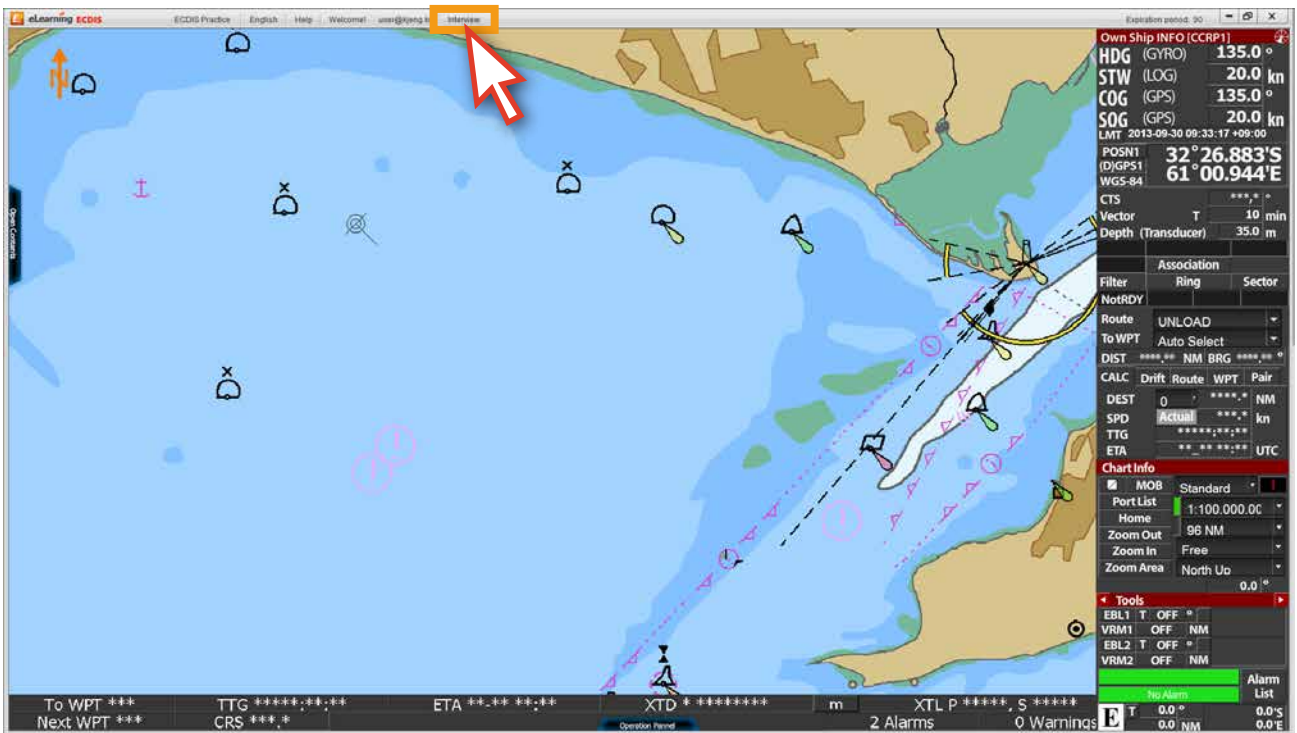 eLearning ECDIS ECDIS Practice English Help Welcome! user@kjeng.k Interview Expiration period: 90
N
Open Contents
Own Ship INFO [CCRP1]
HDG (GYRO) 135.0 °
STW (LOG) 20.0 kn
COG (GPS) 135.0 °
SOG (GPS) 20.0 kn
LMT 2013-09-30 09:33:17 +09:00
POSN1 32°26.883'S
(D)GPS1 61°00.944'E
WGS-84
CTS ***.* °
Vector T 10 min
Depth (Transducer) 35.0 m
Association
Filter Ring Sector
NotRDY
Route UNLOAD
To WPT Auto Select
DIST ****.** NM BRG ****.** °
CALC Drift Route WPT Pair
DEST 0 ****.* NM
SPD Actual ***.* kn
TTG *****:**:**
ETA **_** **:** UTC
Chart Info
MOB Standard !
Port List 1:100.000.00
Home 96 NM
Zoom Out Free
Zoom In North Up
Zoom Area
0.0 °
Tools
EBL1 T OFF °
VRM1 OFF NM
EBL2 T OFF °
VRM2 OFF NM
No Alarm Alarm List
E T 0.0 ° 0.0'S
0.0 NM 0.0'E
To WPT *** TTG *****:**:** ETA **-** **:** XTD * ******** m XTL P *****, S *****
Next WPT *** CRS ***.* Operation Pannel 2 Alarms 0 Warnings